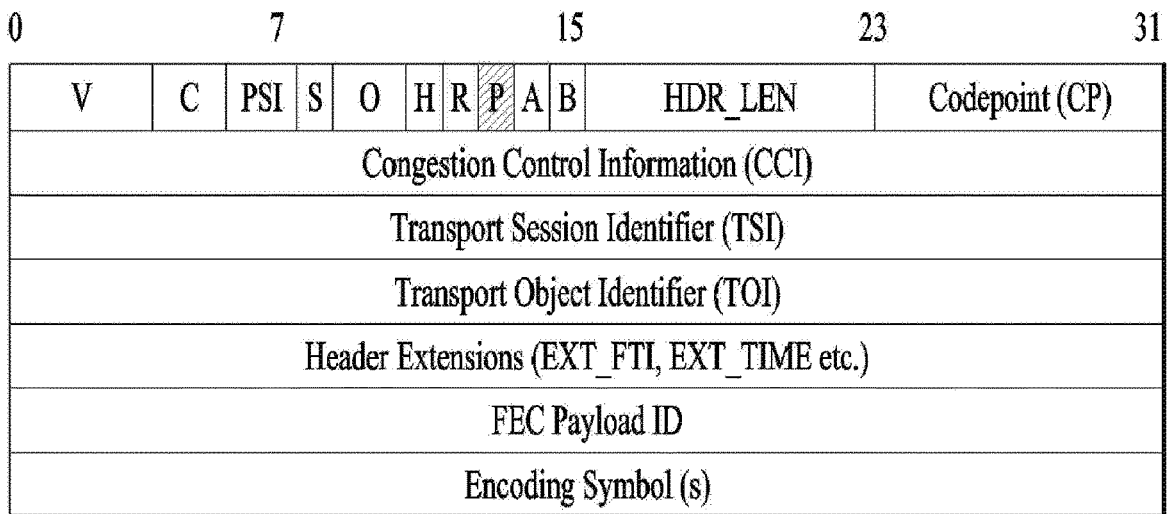 0 7 15 23 31
V C PSI S O H R P A B HDR_LEN Codepoint (CP)
Congestion Control Information (CCI)
Transport Session Identifier (TSI)
Transport Object Identifier (TOI)
Header Extensions (EXT_FTI, EXT_TIME etc.)
FEC Payload ID
Encoding Symbol (s)